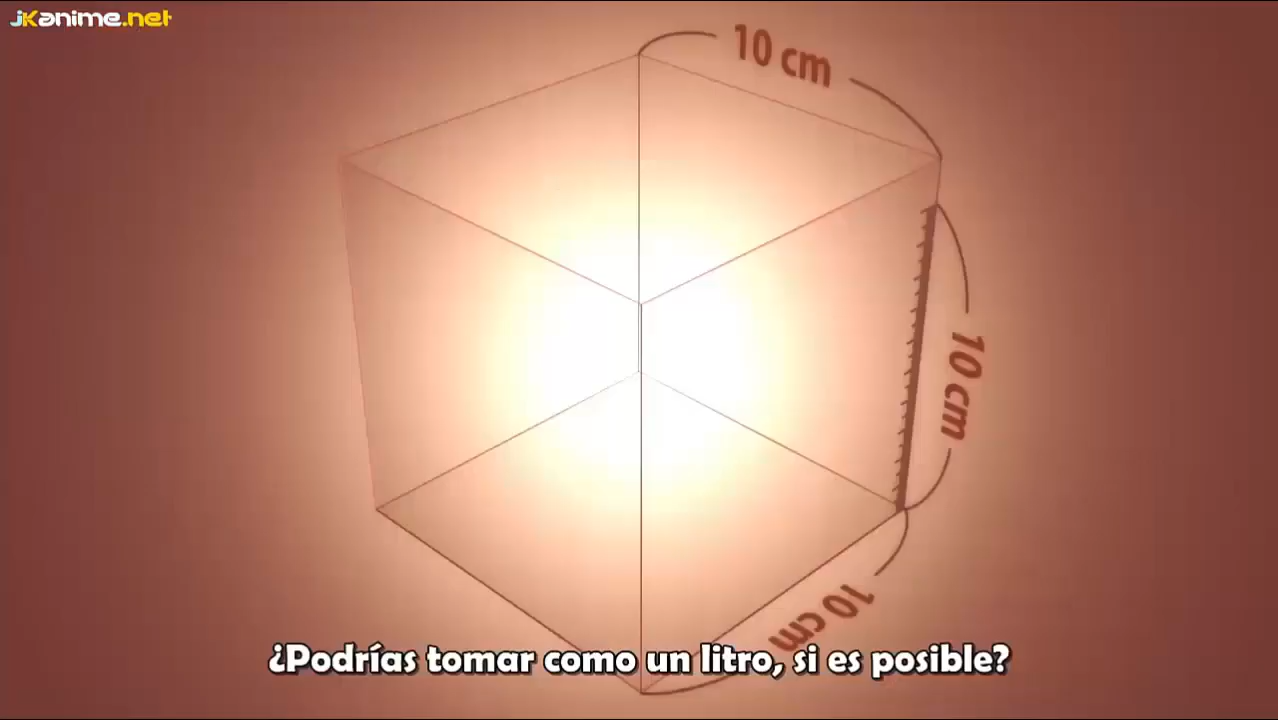 jkanime.net
10 cm
10 cm
10 cm
¿Podrías tomar como un litro, si es posible?